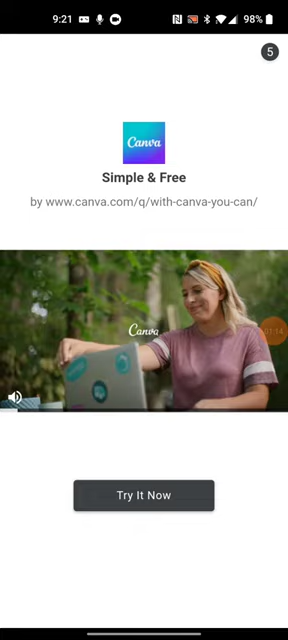 9:21
98%
5
Canva
Simple & Free
by www.canva.com/q/with-canva-you-can/
Canva
01:14
Try It Now